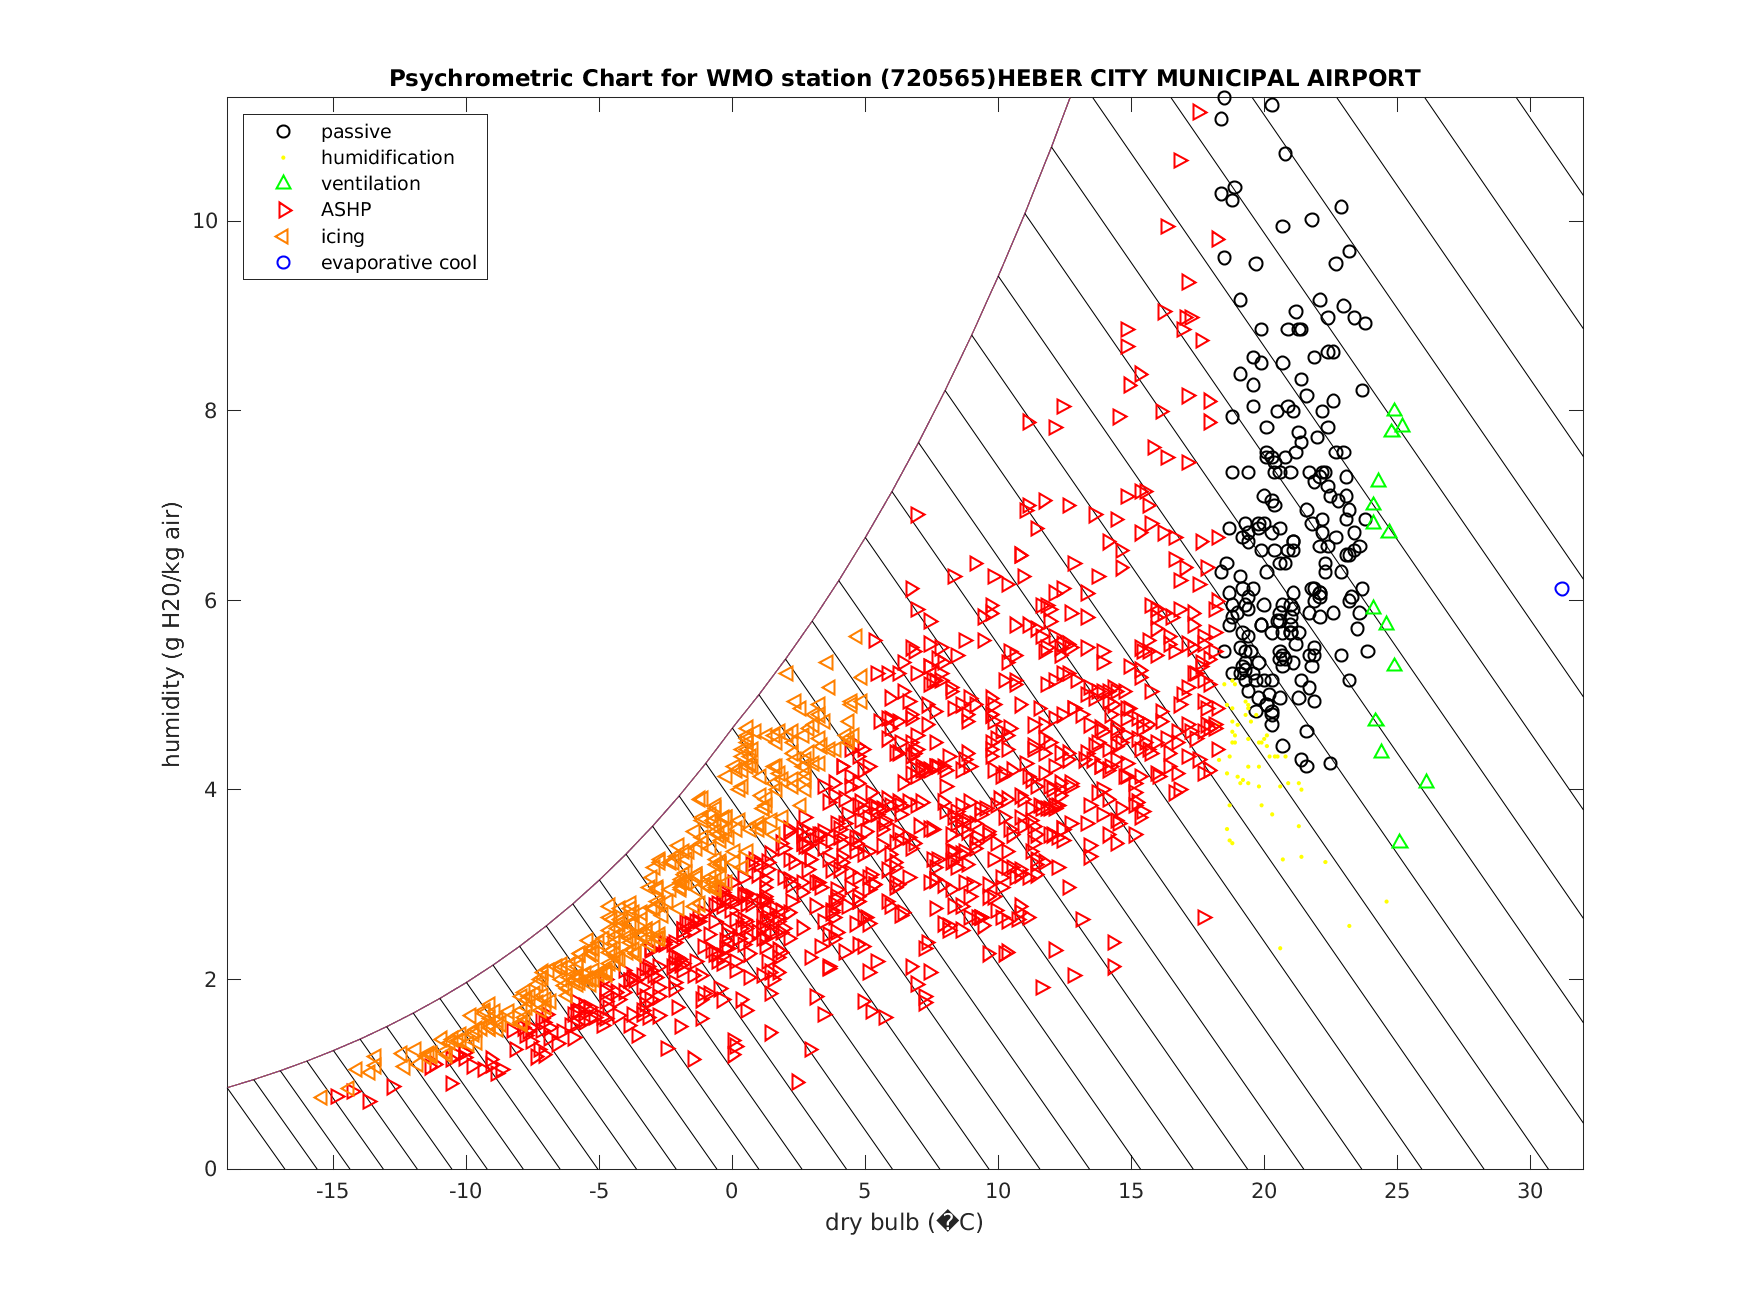 Psychrometric Chart for WMO station (720565)HEBER CITY MUNICIPAL AIRPORT
passive
humidification
ventilation
ASHP
icing
evaporative cool
humidity (g H20/kg air)
10
8
6
4
2
0
-15 -10 -5 0 5 10 15 20 25 30
dry bulb (�C)